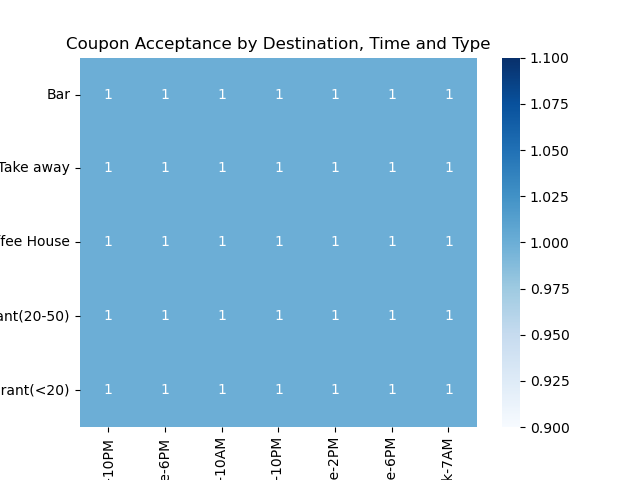 Coupon Acceptance by Destination, Time and Type
Bar 1 1 1 1 1 1 1
Take away 1 1 1 1 1 1 1
ffee House 1 1 1 1 1 1 1
ant(20-50) 1 1 1 1 1 1 1
rant(<20) 1 1 1 1 1 1 1
-10PM
e-6PM
-10AM
-10PM
e-2PM
e-6PM
k-7AM
1.100
1.075
1.050
1.025
1.000
0.975
0.950
0.925
0.900